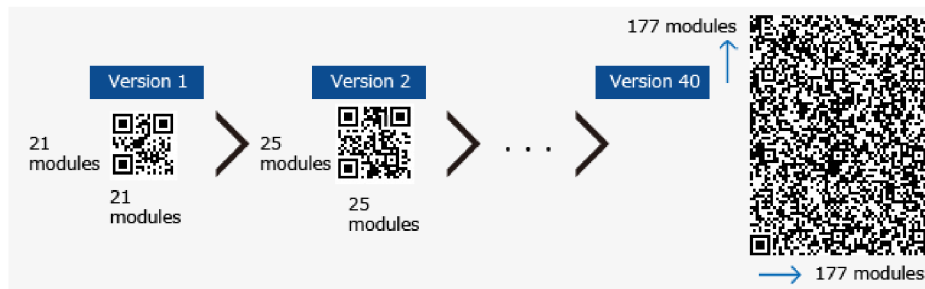 177 modules
Version 1
Version 2
Version 40
21
modules
25
modules
. . .
21
modules
25
modules
177 modules